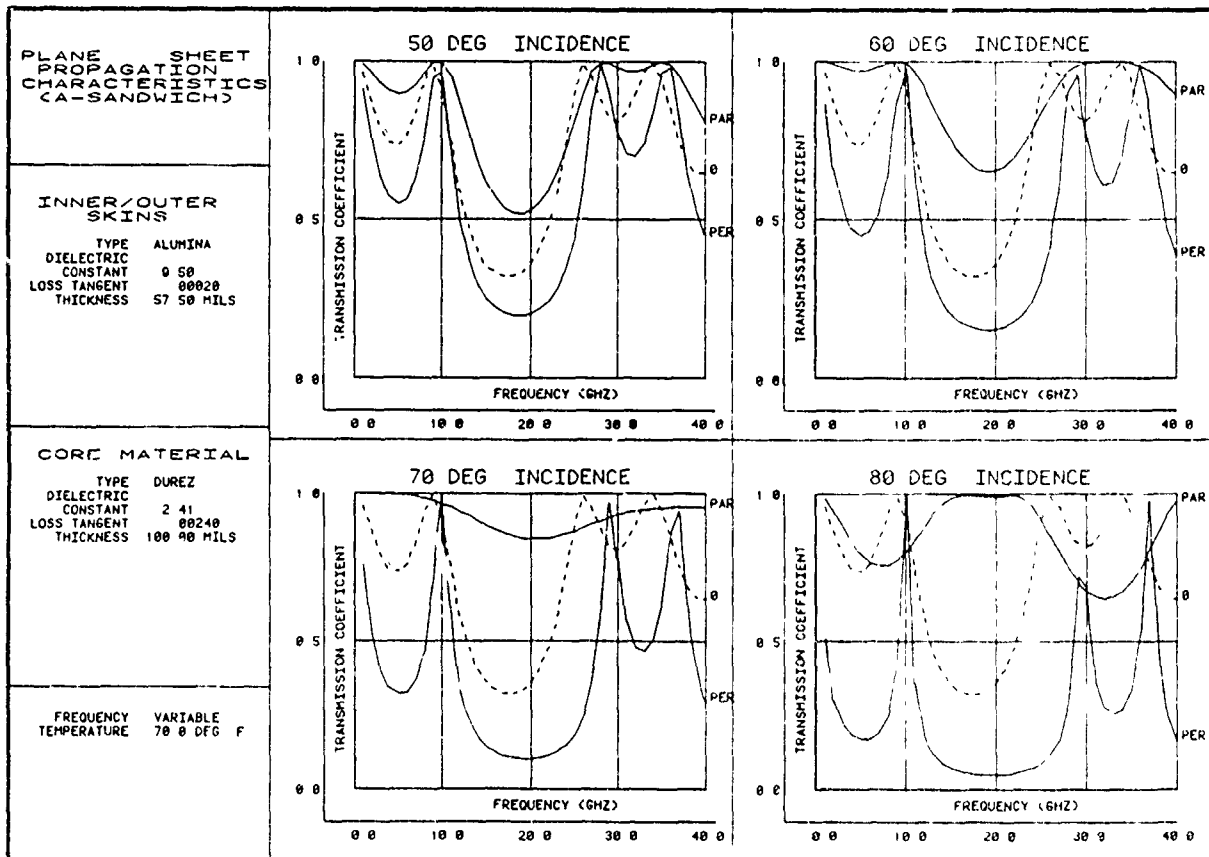 PLANE SHEET
PROPAGATION
CHARACTERISTICS
(A-SANDWICH)
INNER/OUTER
SKINS
TYPE ALUMINA
DIELECTRIC
CONSTANT 9 50
LOSS TANGENT 00020
THICKNESS 57 50 MILS
CORE MATERIAL
TYPE DUREZ
DIELECTRIC
CONSTANT 2 41
LOSS TANGENT 00240
THICKNESS 100 00 MILS
FREQUENCY VARIABLE
TEMPERATURE 70 0 DEG F
50 DEG INCIDENCE
1 0
0 5
0 0
TRANSMISSION COEFFICIENT
PAR
0
PER
FREQUENCY (GHZ)
0 0 10 0 20 0 30 0 40 0
60 DEG INCIDENCE
1 0
0 5
0 0
TRANSMISSION COEFFICIENT
PAR
0
PER
FREQUENCY (GHZ)
0 0 10 0 20 0 30 0 40 0
70 DEG INCIDENCE
1 0
0 5
0 0
TRANSMISSION COEFFICIENT
PAR
0
PER
FREQUENCY (GHZ)
0 0 10 0 20 0 30 0 40 0
80 DEG INCIDENCE
1 0
0 5
0 0
TRANSMISSION COEFFICIENT
PAR
0
PER
FREQUENCY (GHZ)
0 0 10 0 20 0 30 0 40 0